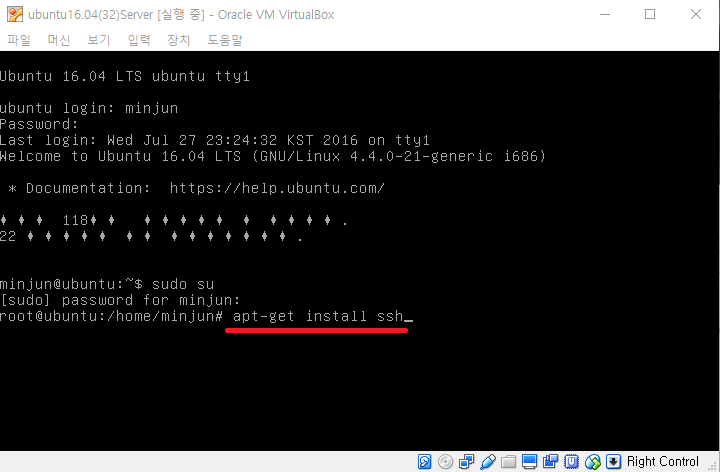 ubuntu16.04(32)Server [실행 중] - Oracle VM VirtualBox
파일 머신 보기 입력 장치 도움말
Ubuntu 16.04 LTS ubuntu tty1
ubuntu login: minjun
Password:
Last login: Wed Jul 27 23:24:32 KST 2016 on tty1
Welcome to Ubuntu 16.04 LTS (GNU/Linux 4.4.0-21-generic i686)
* Documentation: https://help.ubuntu.com/
♦ ♦ ♦ 118♦ ♦ ♦ ♦ ♦ ♦ ♦ ♦ ♦ ♦ ♦ ♦ .
22 ♦ ♦ ♦ ♦ ♦ ♦ ♦ ♦ ♦ ♦ ♦ ♦ ♦ ♦ .
minjun@ubuntu:~$ sudo su
[sudo] password for minjun:
root@ubuntu:/home/minjun# apt-get install ssh_
Right Control